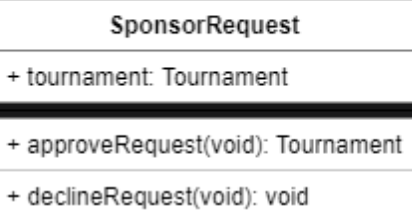 SponsorRequest
+ tournament: Tournament
+ approveRequest(void): Tournament
+ declineRequest(void): void